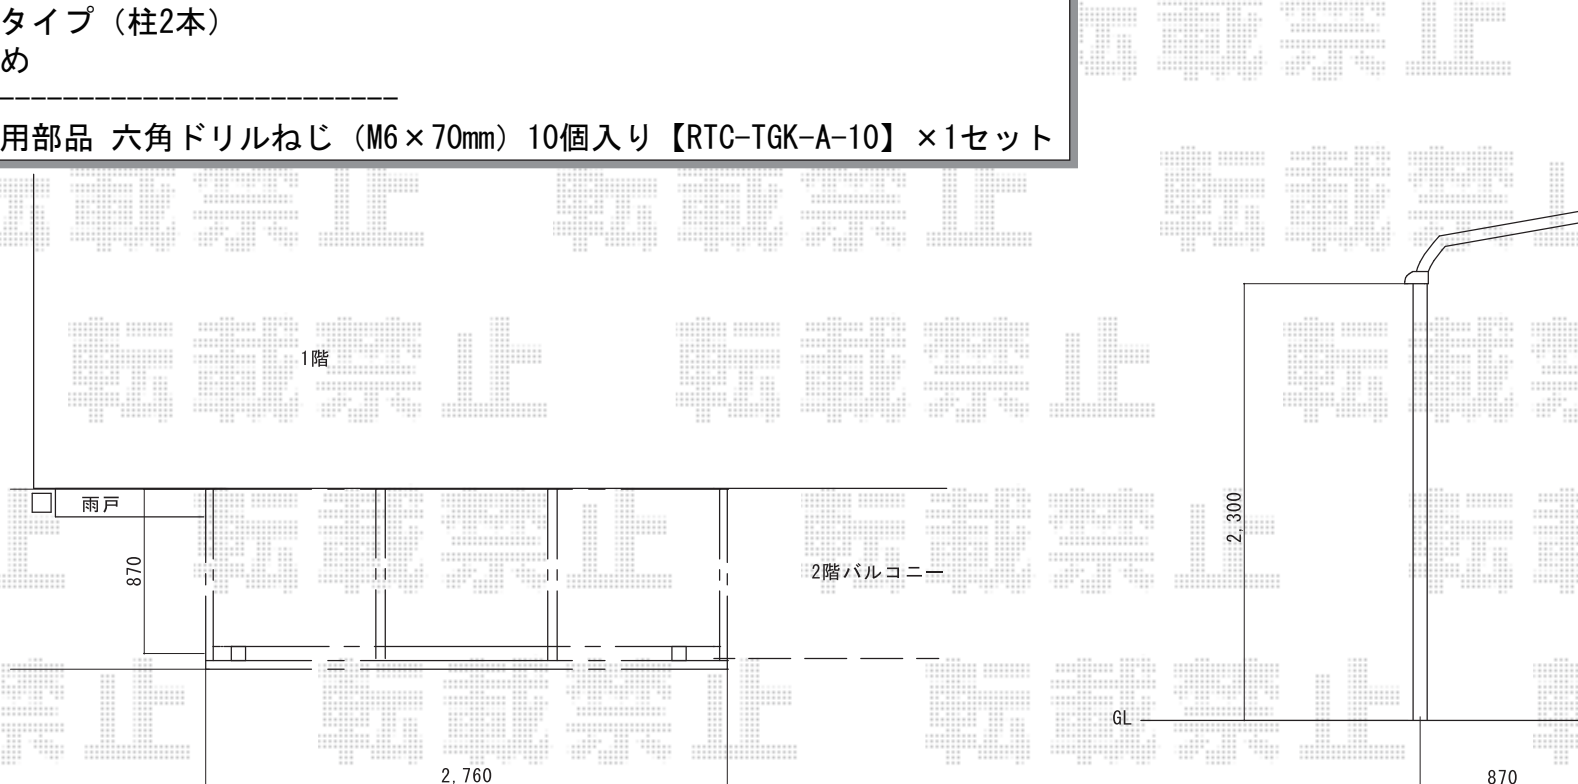 タイプ（柱2本）
め
-------------------------
用部品 六角ドリルねじ（M6×70mm）10個入り【RTC-TGK-A-10】×1セット
転載禁止
1階
雨戸
870
2,300
2階バルコニー
GL
2,760
870